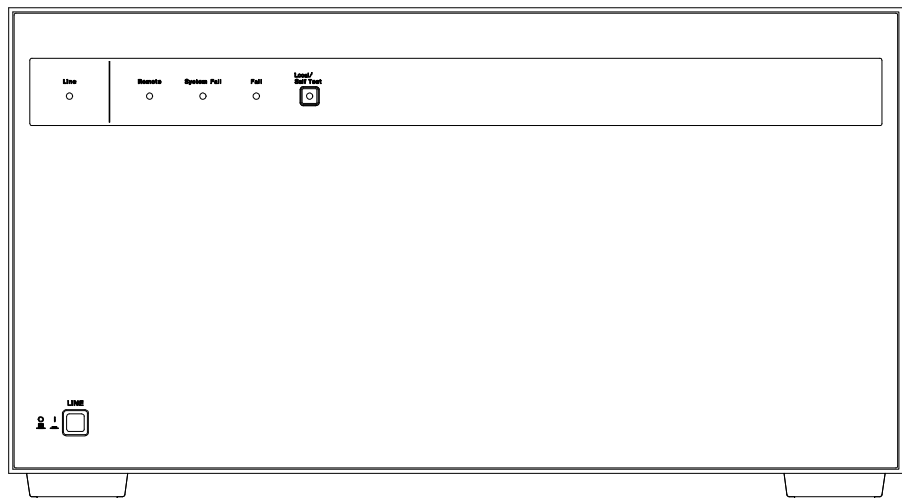 Line
Remote
System Fail
Fail
Local/
Self Test
LINE
O I